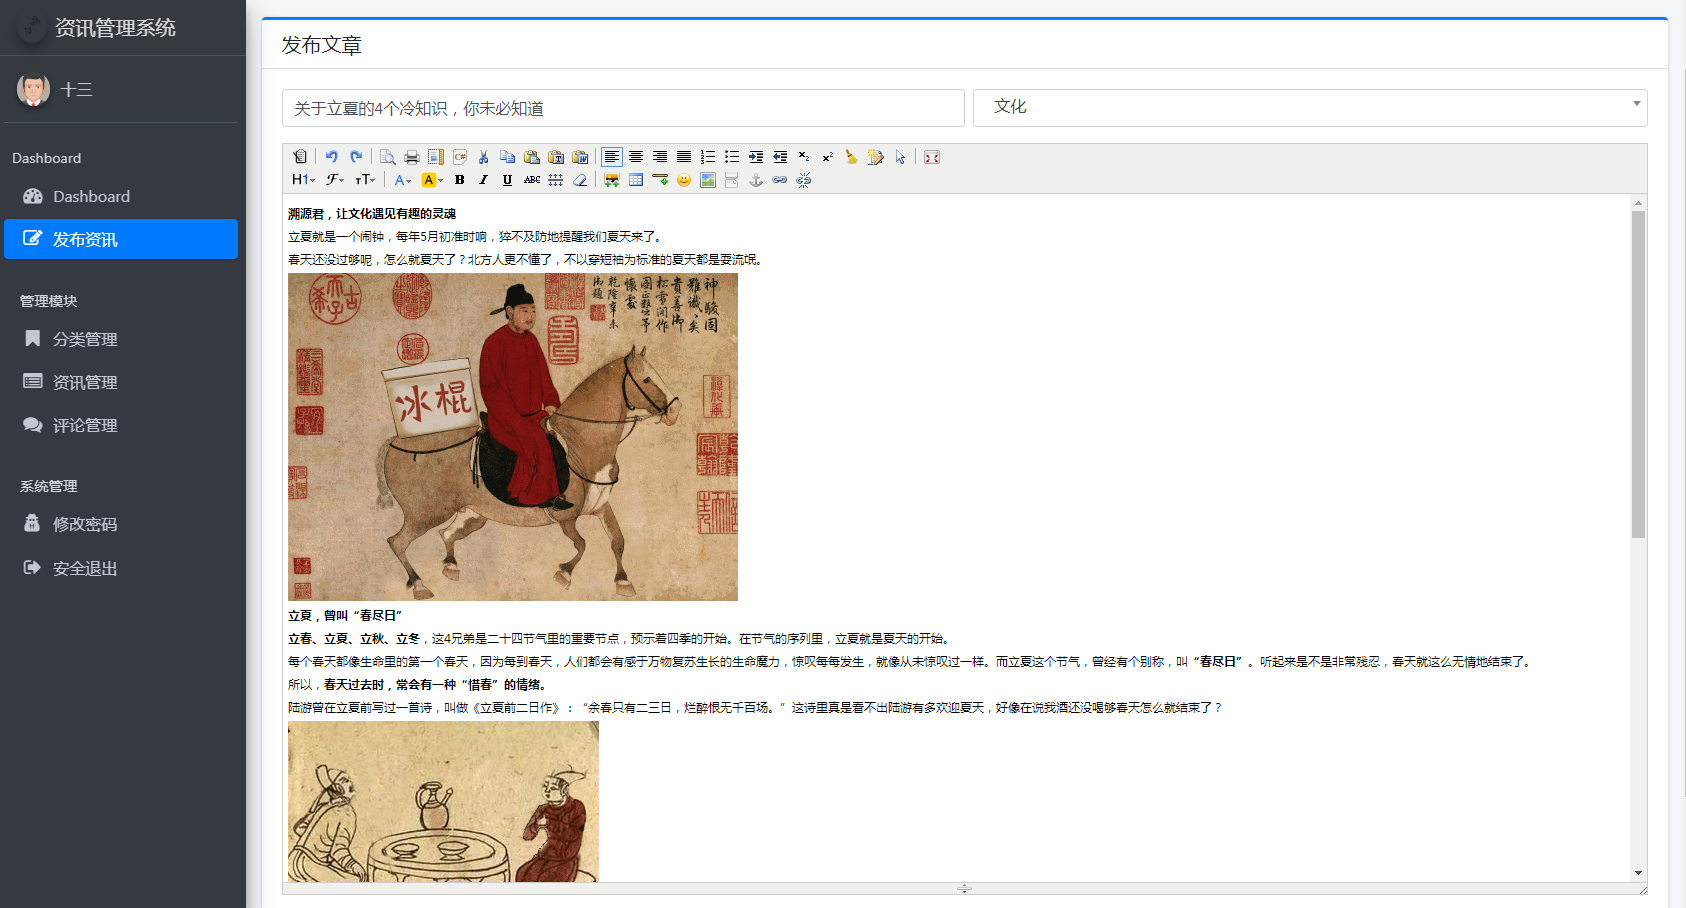 资讯管理系统
十三
Dashboard
Dashboard
发布资讯
管理模块
分类管理
资讯管理
评论管理
系统管理
修改密码
安全退出
发布文章
关于立夏的4个冷知识，你未必知道
文化
H1
ABC
溯源君，让文化遇见有趣的灵魂
立夏就是一个闹钟，每年5月初准时响，猝不及防地提醒我们夏天来了。
春天还没过够呢，怎么就夏天了？北方人更不懂了，不以穿短袖为标准的夏天都是耍流氓。
冰棍
立夏，曾叫“春尽日”
立春、立夏、立秋、立冬，这4兄弟是二十四节气里的重要节点，预示着四季的开始。在节气的序列里，立夏就是夏天的开始。
每个春天都像生命里的第一个春天，因为每到春天，人们都会有感于万物复苏生长的生命魔力，惊叹每每发生，就像从未惊叹过一样。而立夏这个节气，曾经有个别称，叫“春尽日”。听起来是不是非常残忍，春天就这么无情地结束了。
所以，春天过去时，常会有一种“惜春”的情绪。
陆游曾在立夏前写过一首诗，叫做《立夏前二日作》：“余春只有二三日，烂醉恨无千百场。”这诗里真是看不出陆游有多欢迎夏天，好像在说我酒还没喝够春天怎么就结束了？